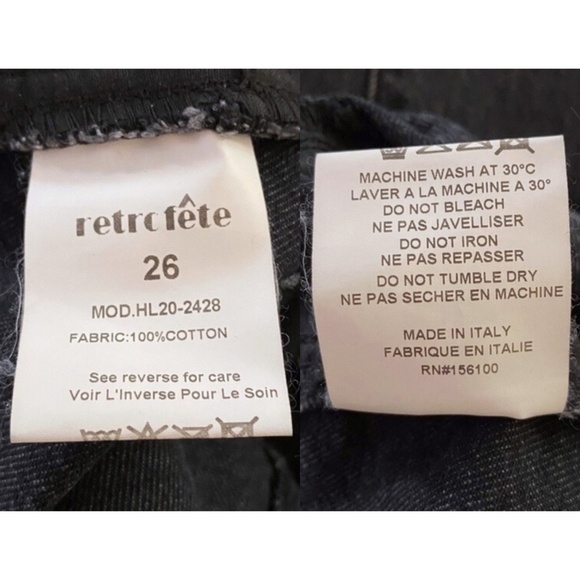 retrofête
26
MOD.HL20-2428
FABRIC:100%COTTON
See reverse for care
Voir L'Inverse Pour Le Soin
MACHINE WASH AT 30°C
LAVER A LA MACHINE A 30°
DO NOT BLEACH
NE PAS JAVELLISER
DO NOT IRON
NE PAS REPASSER
DO NOT TUMBLE DRY
NE PAS SECHER EN MACHINE
MADE IN ITALY
FABRIQUE EN ITALIE
RN#156100